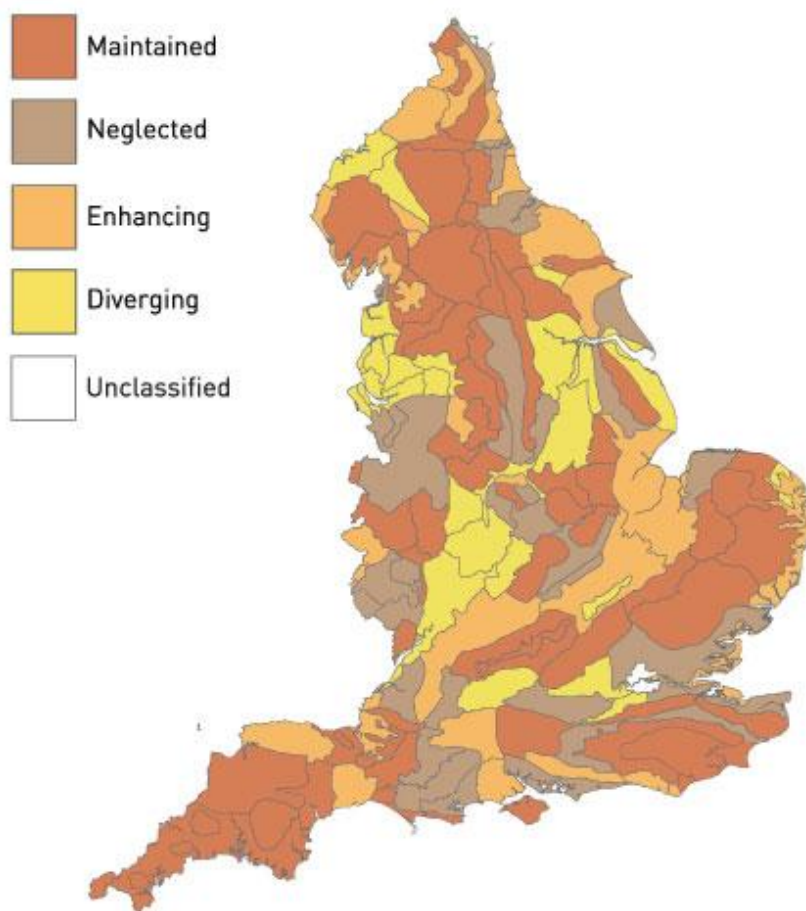 Maintained
Neglected
Enhancing
Diverging
Unclassified